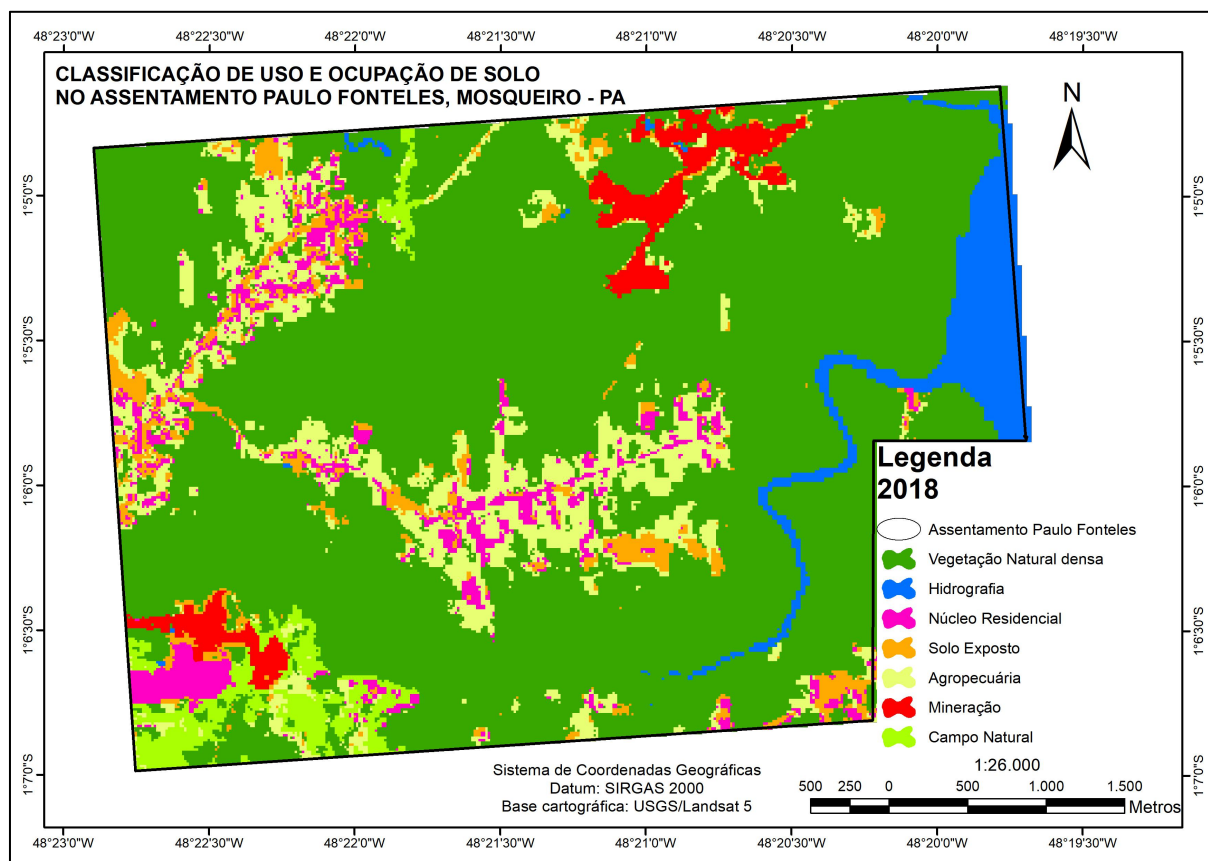 48°23'0"W 48°22'30"W 48°22'0"W 48°21'30"W 48°21'0"W 48°20'30"W 48°20'0"W 48°19'30"W
CLASSIFICAÇÃO DE USO E OCUPAÇÃO DE SOLO
NO ASSENTAMENTO PAULO FONTELES, MOSQUEIRO - PA
N
1°5'0"S 1°5'0"S
1°5'30"S 1°5'30"S
1°6'0"S 1°6'0"S
1°6'30"S 1°6'30"S
1°7'0"S 1°7'0"S
Legenda
2018
Assentamento Paulo Fonteles
Vegetação Natural densa
Hidrografia
Núcleo Residencial
Solo Exposto
Agropecuária
Mineração
Campo Natural
1:26.000
Sistema de Coordenadas Geográficas
Datum: SIRGAS 2000
Base cartográfica: USGS/Landsat 5
500 250 0 500 1.000 1.500
Metros
48°23'0"W 48°22'30"W 48°22'0"W 48°21'30"W 48°21'0"W 48°20'30"W 48°20'0"W 48°19'30"W